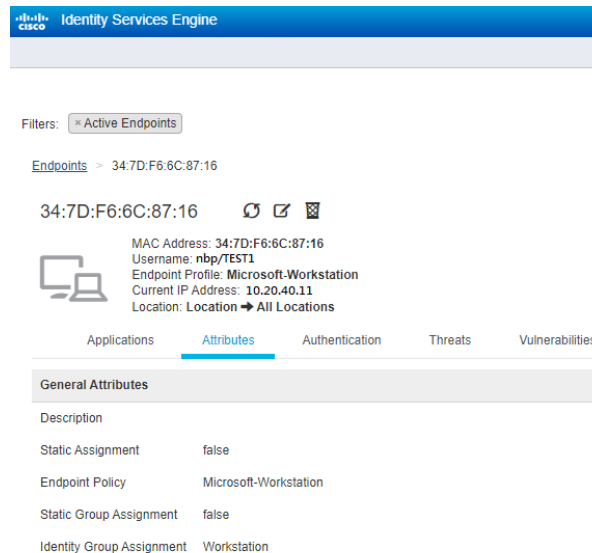 cisco Identity Services Engine
Filters: × Active Endpoints
Endpoints > 34:7D:F6:6C:87:16
34:7D:F6:6C:87:16
MAC Address: 34:7D:F6:6C:87:16
Username: nbp/TEST1
Endpoint Profile: Microsoft-Workstation
Current IP Address: 10.20.40.11
Location: Location ➔ All Locations
Applications Attributes Authentication Threats Vulnerabilities
General Attributes
Description
Static Assignment false
Endpoint Policy Microsoft-Workstation
Static Group Assignment false
Identity Group Assignment Workstation